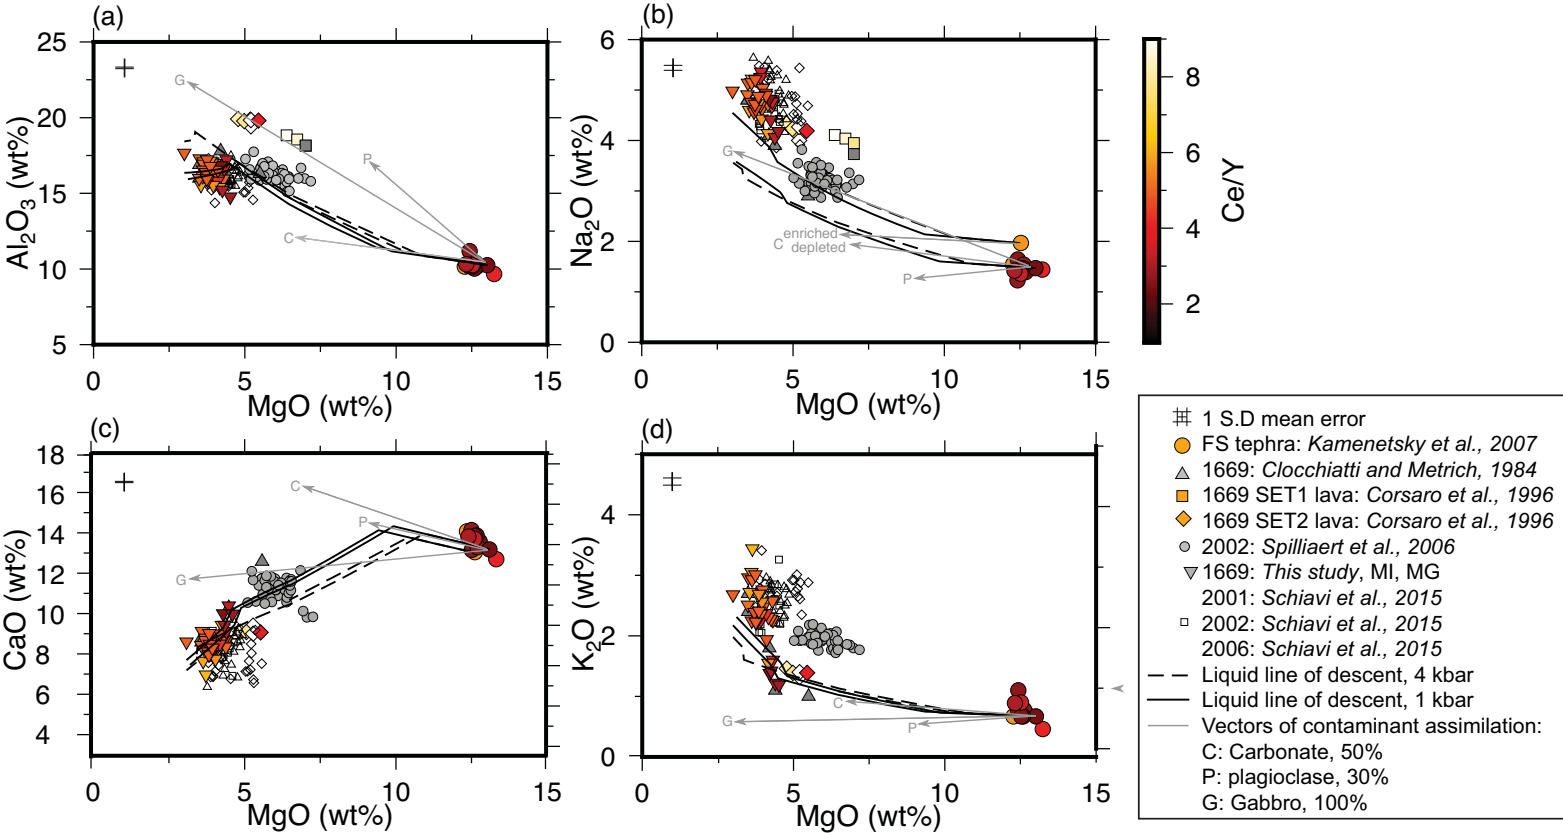 (a)
25
20
15
10
5
Al2O3 (wt%)
G
P
C
0 5 10 15
MgO (wt%)
(b)
6
4
2
0
Na2O (wt%)
G
enriched
C depleted
P
0 5 10 15
MgO (wt%)
8
6
4
2
Ce/Y
(c)
18
16
14
12
10
8
6
4
CaO (wt%)
C
P
G
0 5 10 15
MgO (wt%)
(d)
4
2
0
K2O (wt%)
C
G
P
0 5 10 15
MgO (wt%)
1 S.D mean error
FS tephra: Kamenetsky et al., 2007
1669: Clocchiatti and Metrich, 1984
1669 SET1 lava: Corsaro et al., 1996
1669 SET2 lava: Corsaro et al., 1996
2002: Spilliaert et al., 2006
1669: This study, MI, MG
2001: Schiavi et al., 2015
2002: Schiavi et al., 2015
2006: Schiavi et al., 2015
Liquid line of descent, 4 kbar
Liquid line of descent, 1 kbar
Vectors of contaminant assimilation:
C: Carbonate, 50%
P: plagioclase, 30%
G: Gabbro, 100%